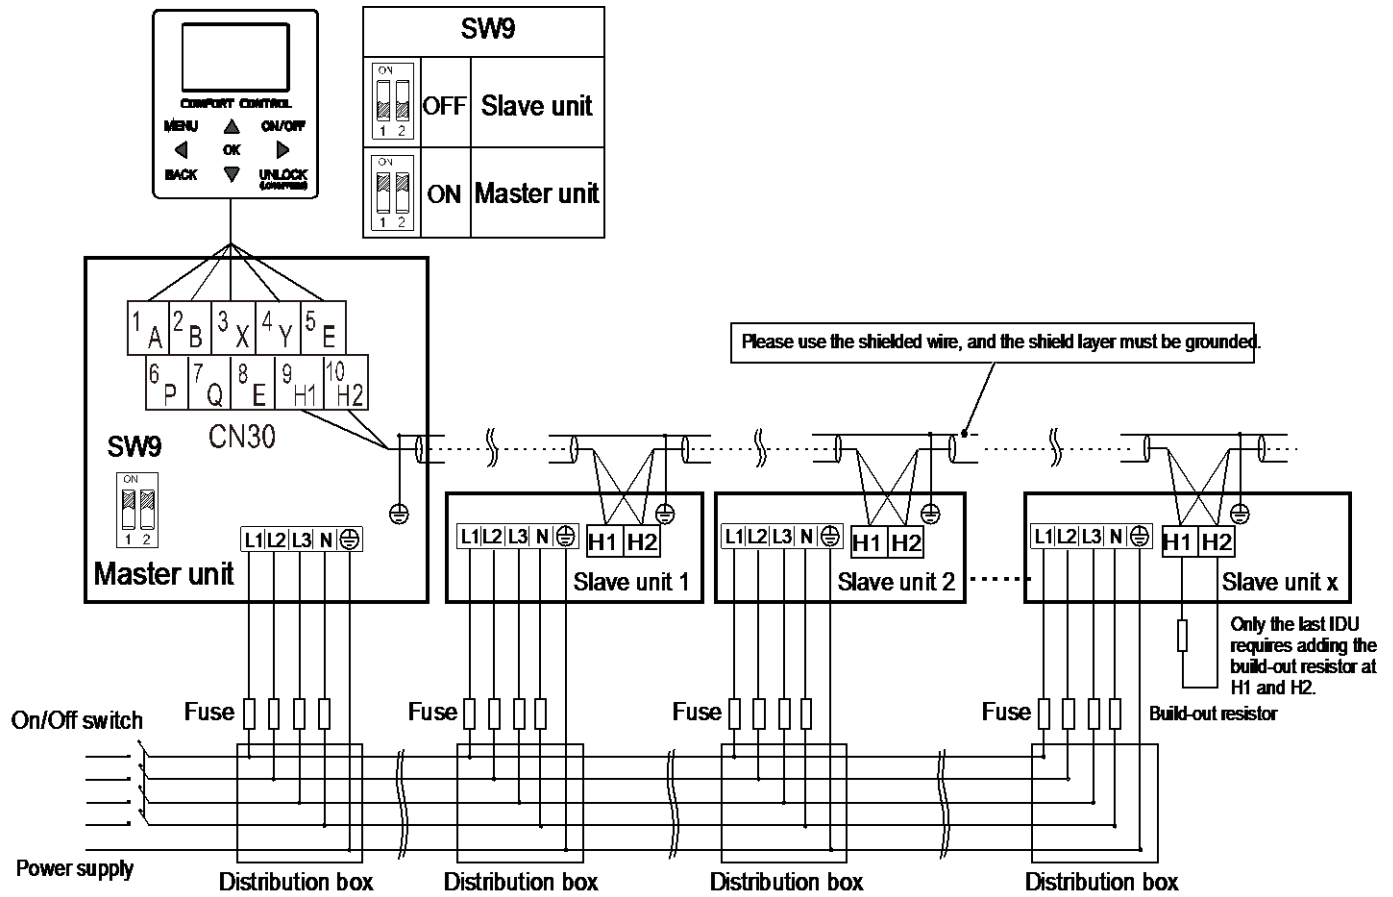 COMFORT CONTROL
MENU ON/OFF
OK
BACK UNLOCK
SW9
ON
1 2
OFF Slave unit
ON
1 2
ON Master unit
1 A 2 B 3 X 4 Y 5 E
6 P 7 Q 8 E 9 H1 10 H2
CN30
SW9
ON
1 2
Master unit
L1 L2 L3 N
Please use the shielded wire, and the shield layer must be grounded.
L1 L2 L3 N
H1 H2
Slave unit 1
L1 L2 L3 N
H1 H2
Slave unit 2
L1 L2 L3 N
H1 H2
Slave unit x
Only the last IDU
requires adding the
build-out resistor at
H1 and H2.
Build-out resistor
On/Off switch
Fuse
Fuse
Fuse
Fuse
Power supply
Distribution box
Distribution box
Distribution box
Distribution box